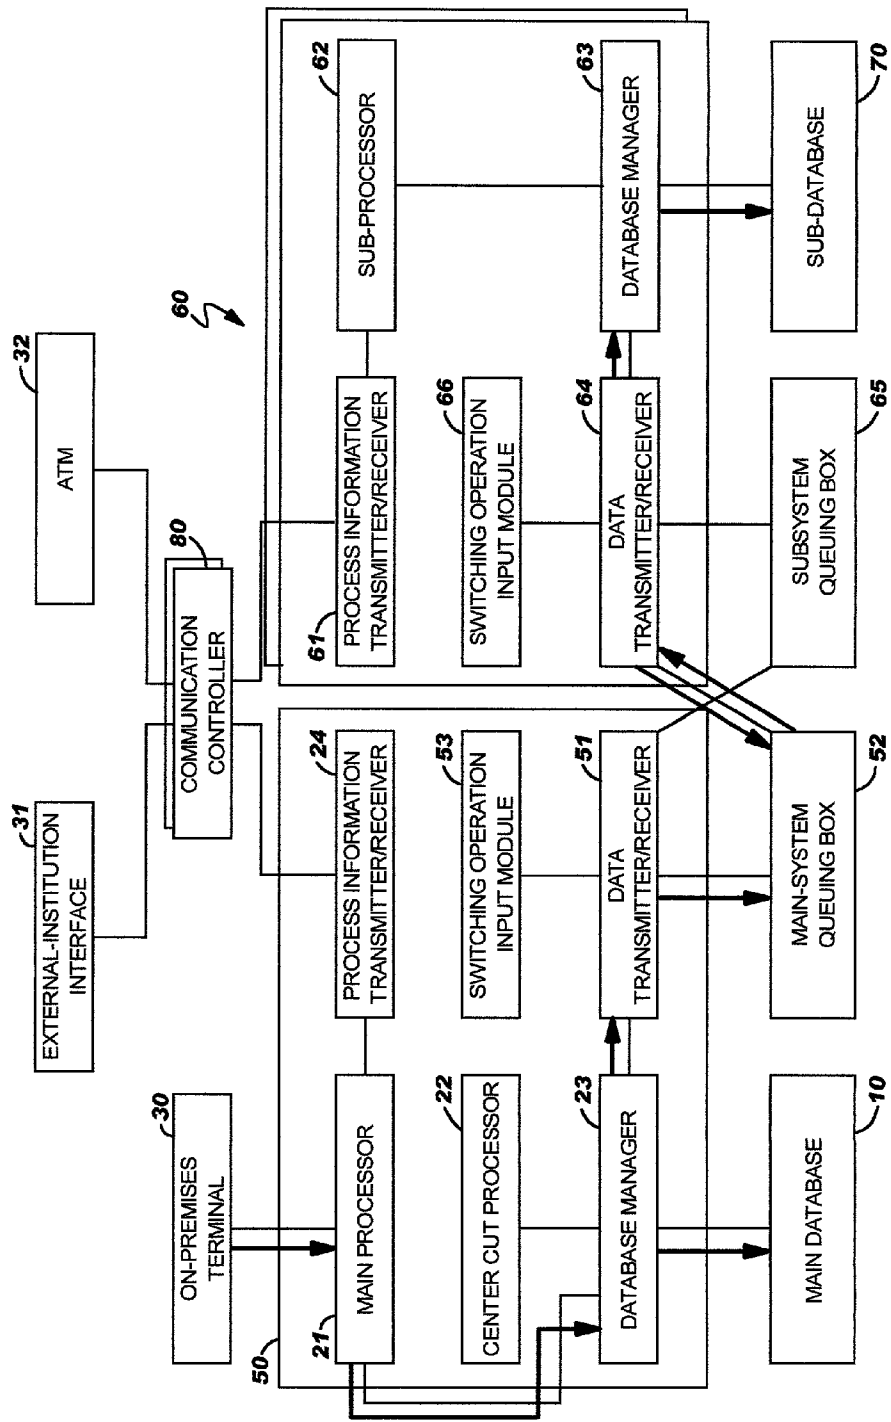 EXTERNAL-INSTITUTION
INTERFACE
31
ATM
32
ON-PREMISES
TERMINAL
30
COMMUNICATION
CONTROLLER
80
60
50
MAIN PROCESSOR
21
PROCESS INFORMATION
TRANSMITTER/RECEIVER
24
PROCESS INFORMATION
TRANSMITTER/RECEIVER
61
SUB-PROCESSOR
62
CENTER CUT PROCESSOR
22
SWITCHING OPERATION
INPUT MODULE
53
SWITCHING OPERATION
INPUT MODULE
66
DATABASE MANAGER
23
DATA
TRANSMITTER/RECEIVER
51
DATA
TRANSMITTER/RECEIVER
64
DATABASE MANAGER
63
MAIN DATABASE
10
MAIN-SYSTEM
QUEUING BOX
52
SUBSYSTEM
QUEUING BOX
65
SUB-DATABASE
70